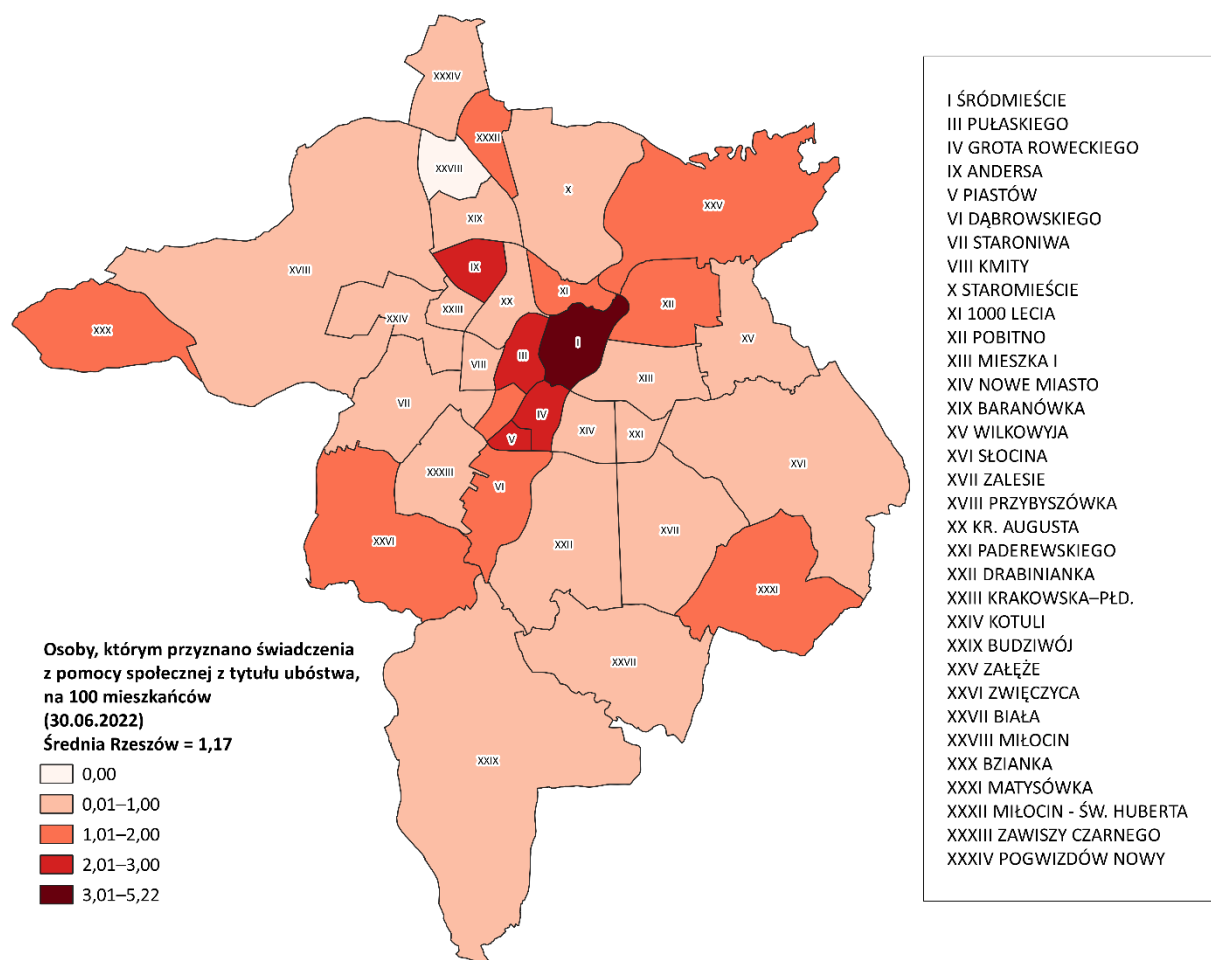 XXXIV
XXXII
XXVIII
X
XXV
XIX
XVIII
IX
XI
XX
XII
XXIII
XXIV
XXX
I
III
XV
VIII
XIII
VII
IV
XIV
XXI
V
XVI
XXXIII
VI
XXVI
XXII
XVII
XXXI
XXVII
XXIX
Osoby, którym przyznano świadczenia
z pomocy społecznej z tytułu ubóstwa,
na 100 mieszkańców
(30.06.2022)
Średnia Rzeszów = 1,17
0,00
0,01–1,00
1,01–2,00
2,01–3,00
3,01–5,22
I ŚRÓDMIEŚCIE
III PUŁASKIEGO
IV GROTA ROWECKIEGO
IX ANDERSA
V PIASTÓW
VI DĄBROWSKIEGO
VII STARONIWA
VIII KMITY
X STAROMIEŚCIE
XI 1000 LECIA
XII POBITNO
XIII MIESZKA I
XIV NOWE MIASTO
XIX BARANÓWKA
XV WILKOWYJA
XVI SŁOCINA
XVII ZALESIE
XVIII PRZYBYSZÓWKA
XX KR. AUGUSTA
XXI PADEREWSKIEGO
XXII DRABINIANKA
XXIII KRAKOWSKA–PŁD.
XXIV KOTULI
XXIX BUDZIWÓJ
XXV ZAŁĘŻE
XXVI ZWIĘCZYCA
XXVII BIAŁA
XXVIII MIŁOCIN
XXX BZIANKA
XXXI MATYSÓWKA
XXXII MIŁOCIN - ŚW. HUBERTA
XXXIII ZAWISZY CZARNEGO
XXXIV POGWIZDÓW NOWY